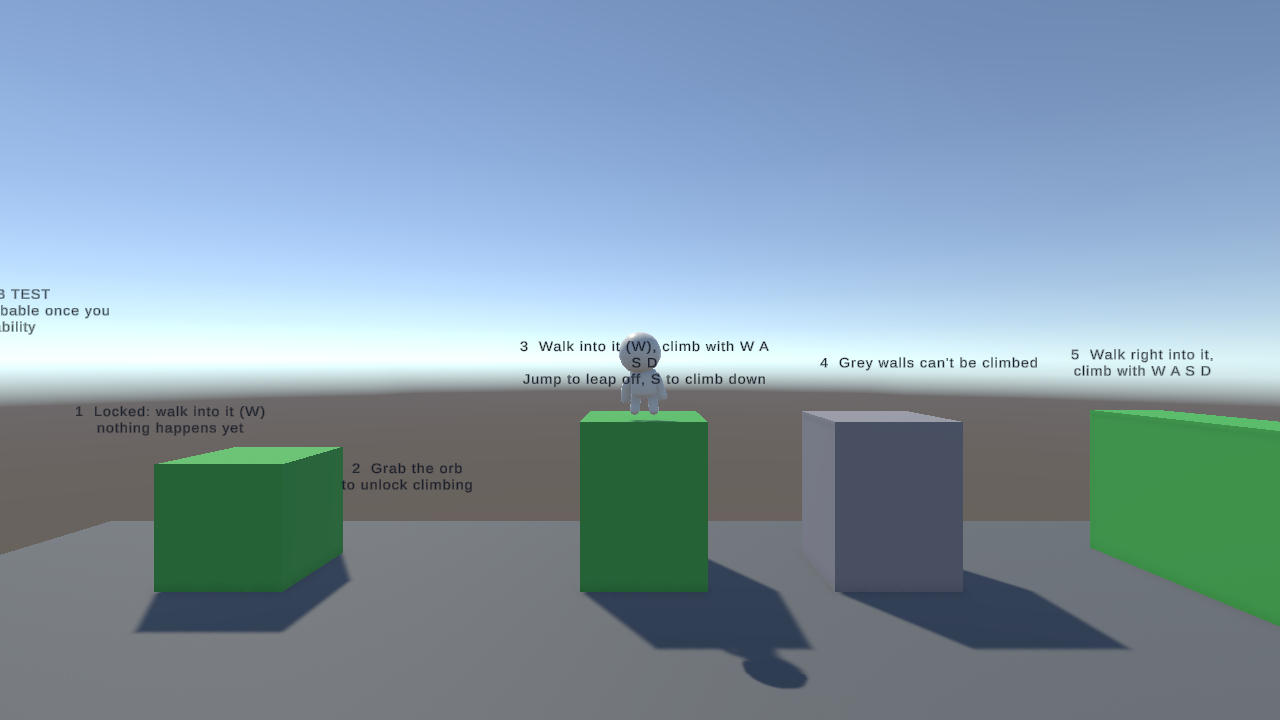 B TEST
bable once you
ability
3  Walk into it (W), climb with W A
S D
Jump to leap off, S to climb down
4  Grey walls can't be climbed
5  Walk right into it,
climb with W A S D
1  Locked: walk into it (W)
nothing happens yet
2  Grab the orb
to unlock climbing